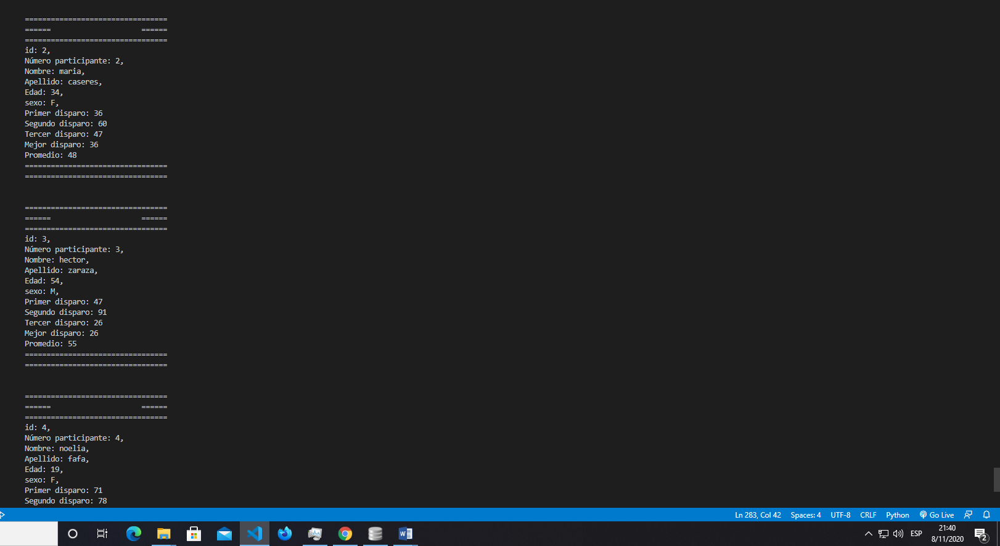 =================================
======                     ======
=================================
id: 2,
Número participante: 2,
Nombre: maria,
Apellido: caseres,
Edad: 34,
sexo: F,
Primer disparo: 36
Segundo disparo: 60
Tercer disparo: 47
Mejor disparo: 36
Promedio: 48
=================================
=================================
=================================
======                     ======
=================================
id: 3,
Número participante: 3,
Nombre: hector,
Apellido: zaraza,
Edad: 54,
sexo: M,
Primer disparo: 47
Segundo disparo: 91
Tercer disparo: 26
Mejor disparo: 26
Promedio: 55
=================================
=================================
=================================
======                     ======
=================================
id: 4,
Número participante: 4,
Nombre: noelia,
Apellido: fafa,
Edad: 19,
sexo: F,
Primer disparo: 71
Segundo disparo: 78
Ln 283, Col 42 Spaces: 4 UTF-8 CRLF Python Go Live
ESP 21:40
8/11/2020 2